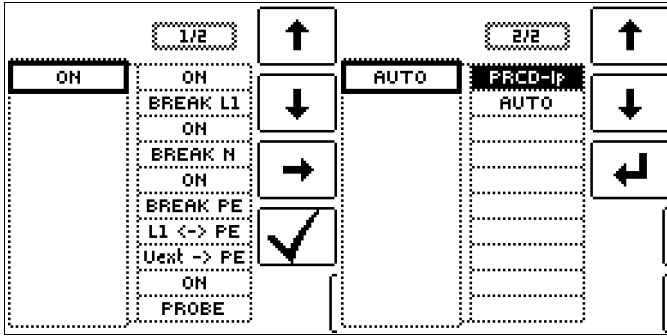 1/2
ON
ON
BREAK L1
ON
BREAK N
ON
BREAK PE
L1 <-> PE
Uext -> PE
ON
PROBE
2/2
AUTO
PRCD-Ip
AUTO